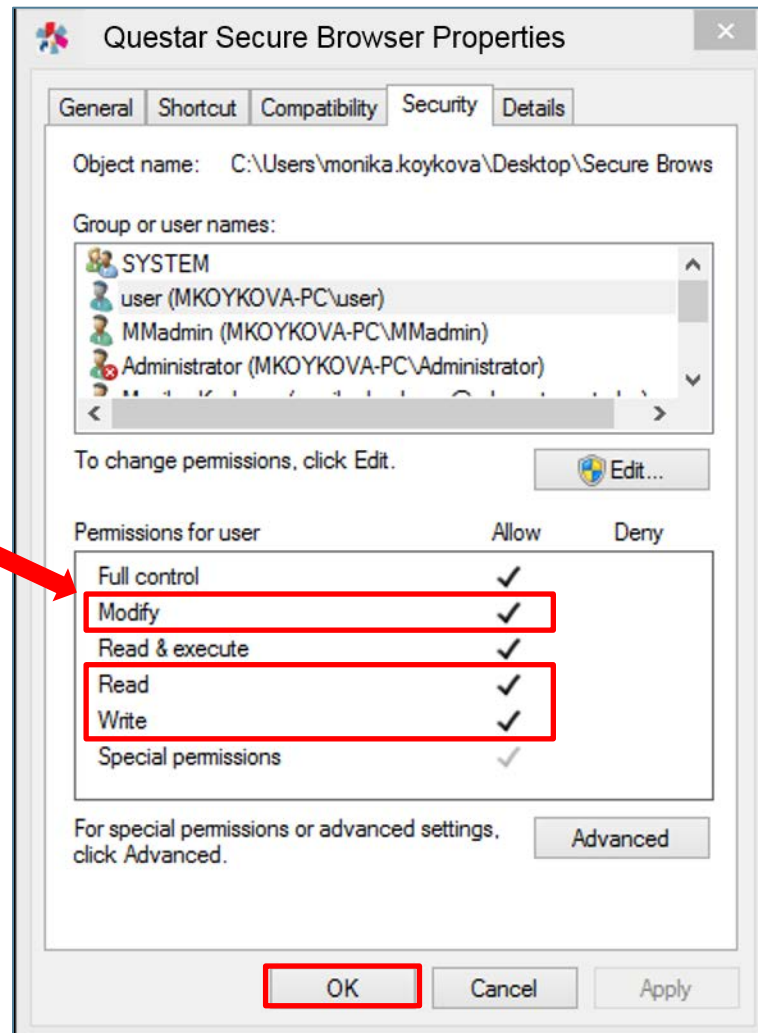 Questar Secure Browser Properties
General Shortcut Compatibility Security Details
Object name: C:\Users\monika.koykova\Desktop\Secure Brows
Group or user names:
SYSTEM
user (MKOYKOVA-PC\user)
MMadmin (MKOYKOVA-PC\MMadmin)
Administrator (MKOYKOVA-PC\Administrator)
To change permissions, click Edit.
Edit...
Permissions for user Allow Deny
Full control
Modify
Read & execute
Read
Write
Special permissions
For special permissions or advanced settings,
click Advanced.
Advanced
OK Cancel Apply